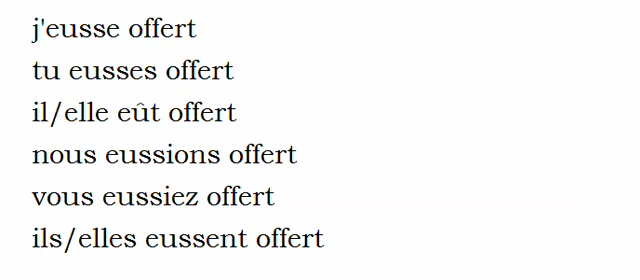 j'eusse offert
tu eusses offert
il/elle eût offert
nous eussions offert
vous eussiez offert
ils/elles eussent offert